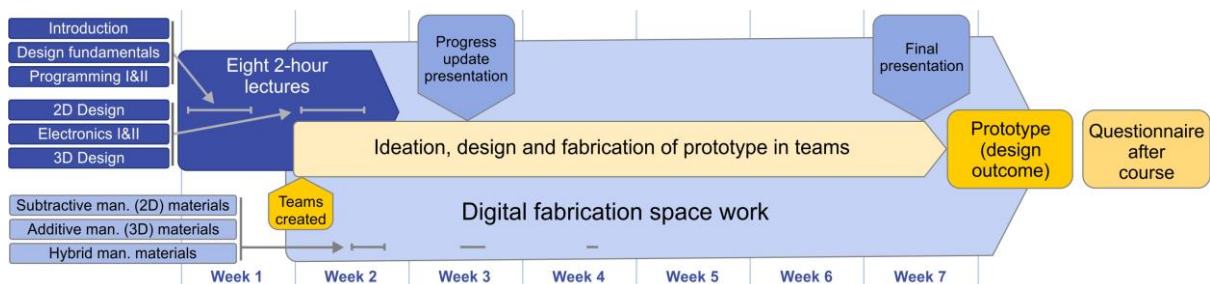 Introduction
Design fundamentals
Programming I&II
2D Design
Electronics I&II
3D Design
Subtractive man. (2D) materials
Additive man. (3D) materials
Hybrid man. materials
Eight 2-hour
lectures
Progress
update
presentation
Final
presentation
Ideation, design and fabrication of prototype in teams
Teams
created
Digital fabrication space work
Prototype
(design
outcome)
Questionnaire
after
course
Week 1
Week 2
Week 3
Week 4
Week 5
Week 6
Week 7